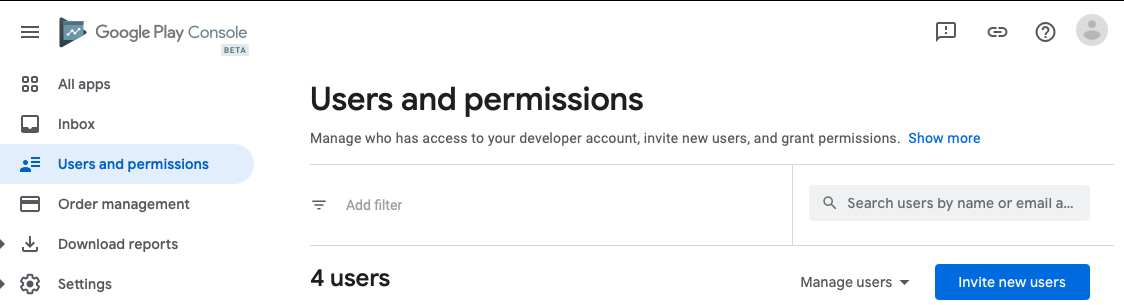 Google Play Console
BETA
All apps
Inbox
Users and permissions
Order management
Download reports
Settings
Users and permissions
Manage who has access to your developer account, invite new users, and grant permissions. Show more
Add filter
Search users by name or email a...
4 users
Manage users
Invite new users